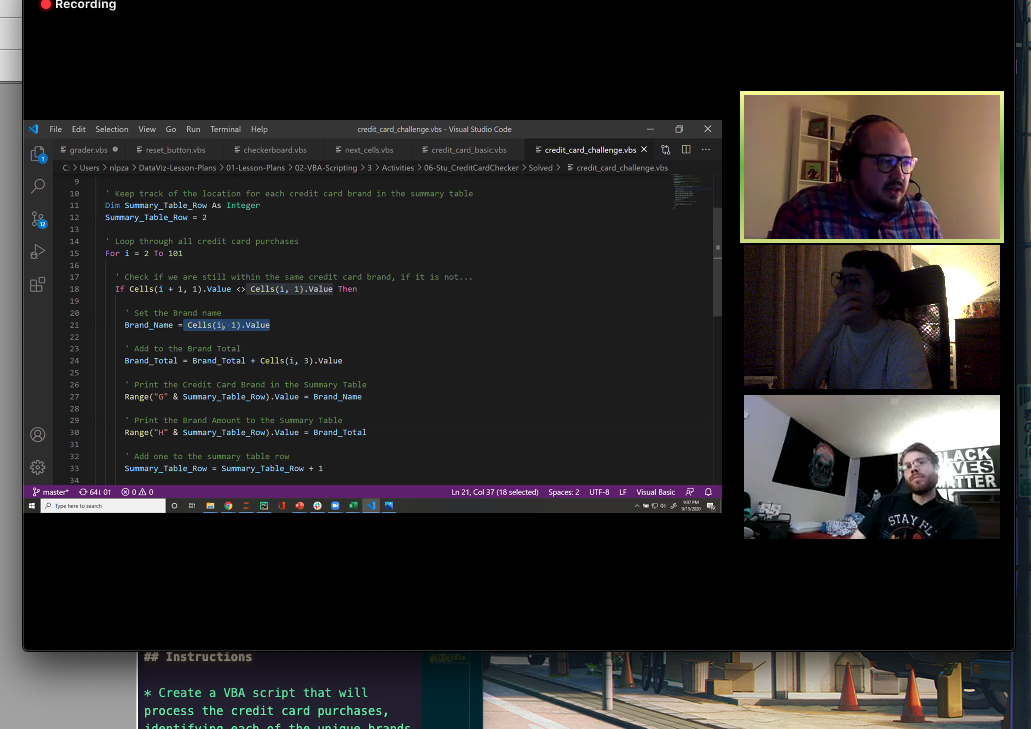 Recording
File Edit Selection View Go Run Terminal Help
credit_card_challenge.vbs - Visual Studio Code
grader.vbs
reset_button.vbs
checkerboard.vbs
next_cells.vbs
credit_card_basic.vbs
credit_card_challenge.vbs
C: > Users > nlpza > DataViz-Lesson-Plans > 01-Lesson-Plans > 02-VBA-Scripting > 3 > Activities > 06-Stu_CreditCardChecker > Solved > credit_card_challenge.vbs
9
10 ' Keep track of the location for each credit card brand in the summary table
11 Dim Summary_Table_Row As Integer
12 Summary_Table_Row = 2
13
14 ' Loop through all credit card purchases
15 For i = 2 To 101
16
17 ' Check if we are still within the same credit card brand, if it is not...
18 If Cells(i + 1, 1).Value <> Cells(i, 1).Value Then
19
20 ' Set the Brand name
21 Brand_Name = Cells(i, 1).Value
22
23 ' Add to the Brand Total
24 Brand_Total = Brand_Total + Cells(i, 3).Value
25
26 ' Print the Credit Card Brand in the Summary Table
27 Range("G" & Summary_Table_Row).Value = Brand_Name
28
29 ' Print the Brand Amount to the Summary Table
30 Range("H" & Summary_Table_Row).Value = Brand_Total
31
32 ' Add one to the summary table row
33 Summary_Table_Row = Summary_Table_Row + 1
34
master* 64↓ 0↑ 0 0
Ln 21, Col 37 (18 selected) Spaces: 2 UTF-8 LF Visual Basic
Type here to search
9:07 PM
9/15/2020
BLACK
LIVES
MATTER
## Instructions
* Create a VBA script that will
process the credit card purchases,
identifying each of the unique brands